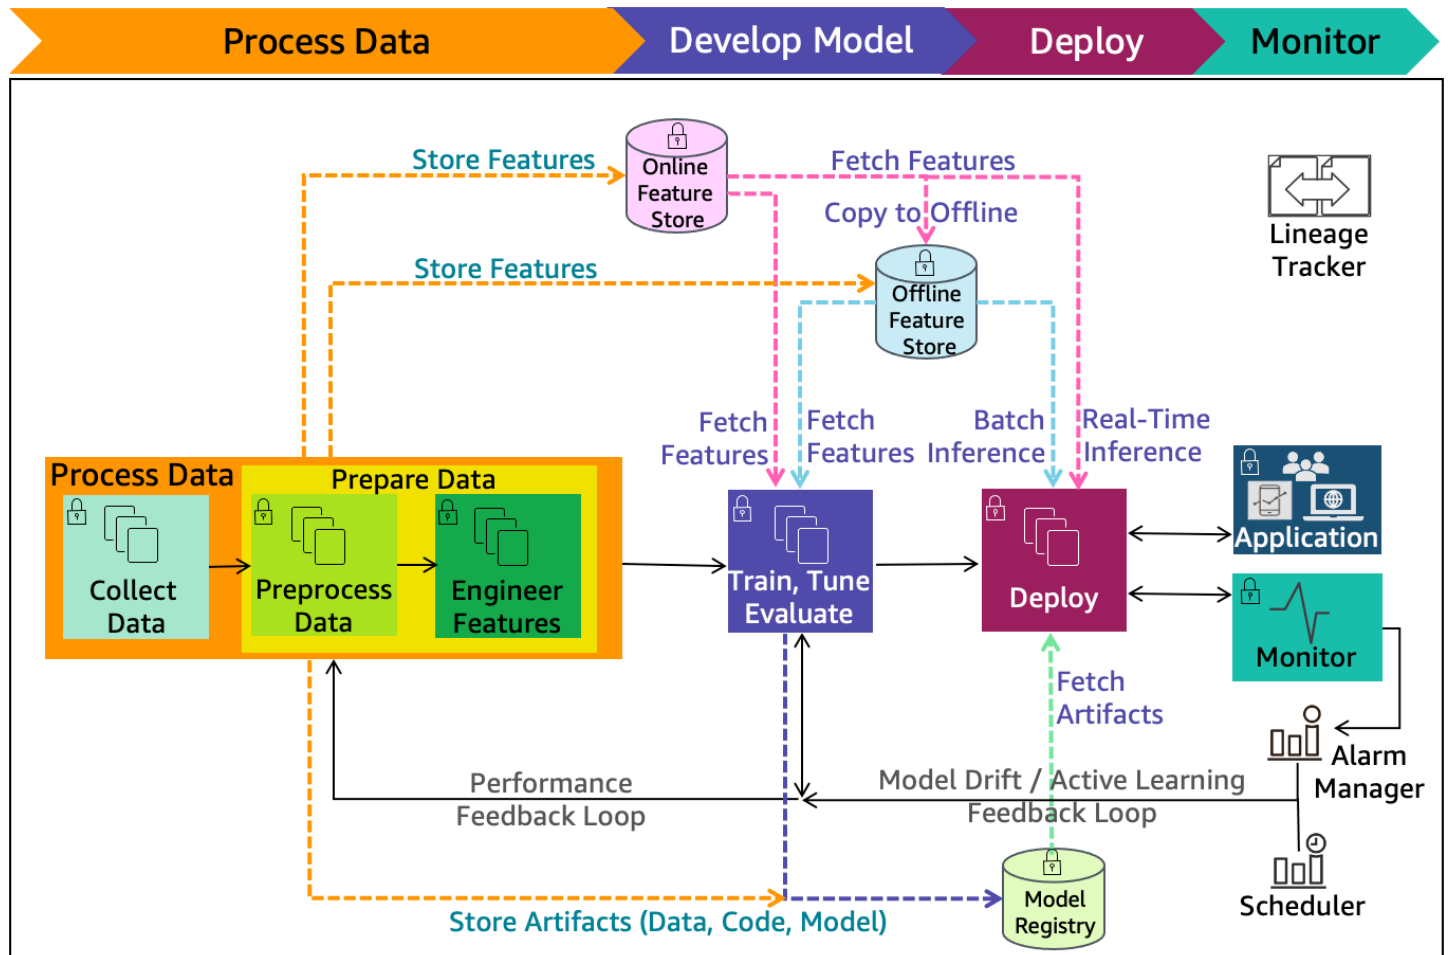 Process Data
Develop Model
Deploy
Monitor
Store Features
Online
Feature
Store
Fetch Features
Copy to Offline
Lineage
Tracker
Store Features
Offline
Feature
Store
Fetch
Features
Fetch
Features
Batch
Inference
Real-Time
Inference
Process Data
Prepare Data
Collect
Data
Preprocess
Data
Engineer
Features
Train, Tune
Evaluate
Deploy
Application
Monitor
Fetch
Artifacts
Alarm
Manager
Performance
Feedback Loop
Model Drift / Active Learning
Feedback Loop
Scheduler
Model
Registry
Store Artifacts (Data, Code, Model)